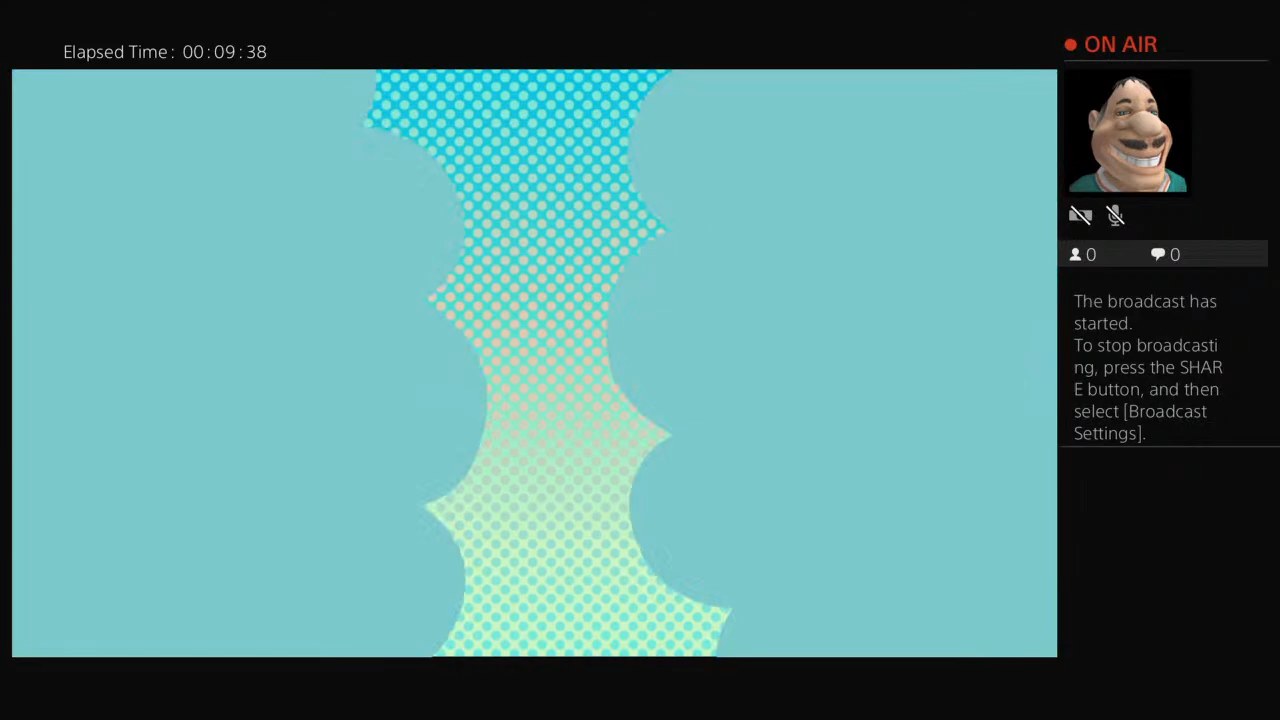 Elapsed Time: 00:09:38
ON AIR
0 0
The broadcast has
started.
To stop broadcasti
ng, press the SHAR
E button, and then
select [Broadcast
Settings].